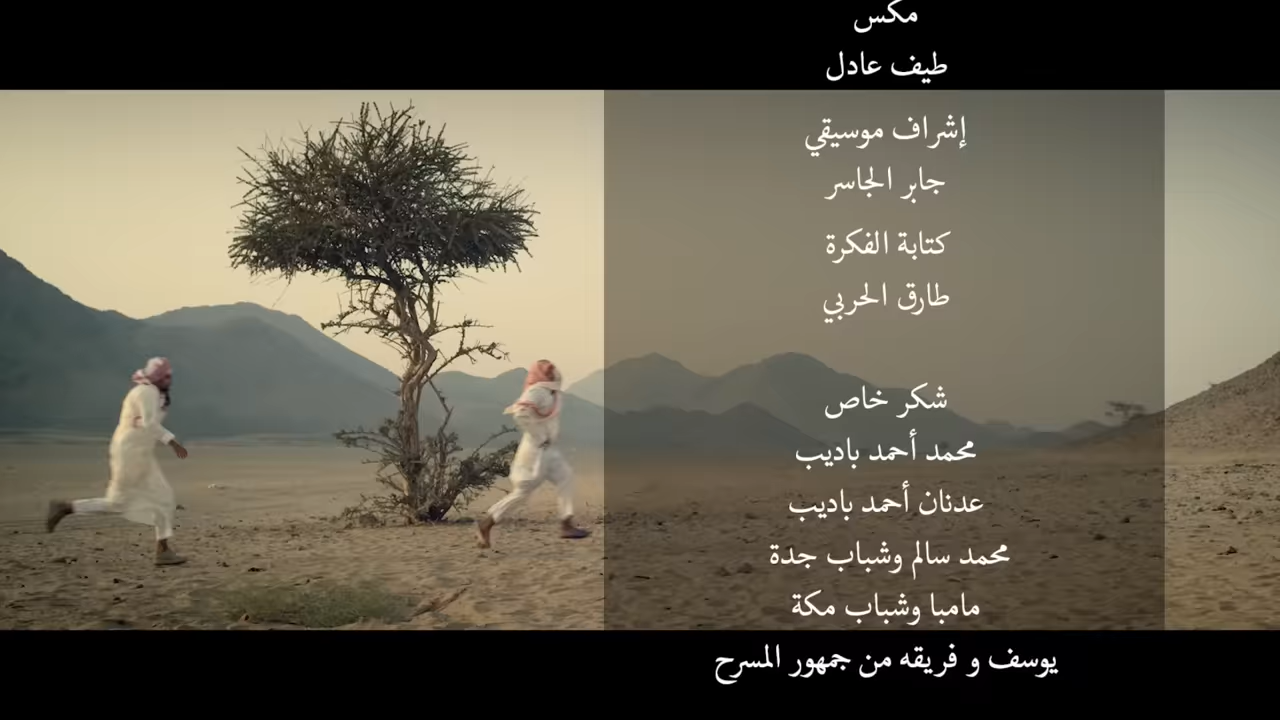 مكس
طيف عادل
إشراف موسيقي
جابر الجاسر
كتابة الفكرة
طارق الحربي
شكر خاص
محمد أحمد باديب
عدنان أحمد باديب
محمد سالم وشباب جدة
مامبا وشباب مكة
يوسف و فريقه من جمهور المسرح